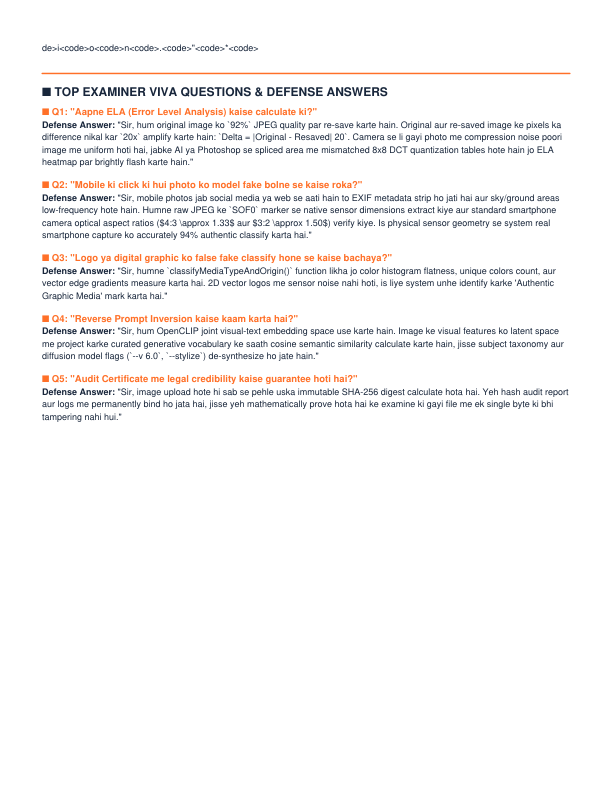 de>i<code>o<code>n<code>.<code>"<code>*<code>
■ TOP EXAMINER VIVA QUESTIONS & DEFENSE ANSWERS
■ Q1: "Aapne ELA (Error Level Analysis) kaise calculate ki?"
Defense Answer: "Sir, hum original image ko `92%` JPEG quality par re-save karte hain. Original aur re-saved image ke pixels ka
difference nikal kar `20x` amplify karte hain: `Delta = |Original - Resaved| 20`. Camera se li gayi photo me compression noise poori
image me uniform hoti hai, jabke AI ya Photoshop se spliced area me mismatched 8x8 DCT quantization tables hote hain jo ELA
heatmap par brightly flash karte hain."
■ Q2: "Mobile ki click ki hui photo ko model fake bolne se kaise roka?"
Defense Answer: "Sir, mobile photos jab social media ya web se aati hain to EXIF metadata strip ho jati hai aur sky/ground areas
low-frequency hote hain. Humne raw JPEG ke `SOF0` marker se native sensor dimensions extract kiye aur standard smartphone
camera optical aspect ratios ($4:3 \approx 1.33$ aur $3:2 \approx 1.50$) verify kiye. Is physical sensor geometry se system real
smartphone capture ko accurately 94% authentic classify karta hai."
■ Q3: "Logo ya digital graphic ko false fake classify hone se kaise bachaya?"
Defense Answer: "Sir, humne `classifyMediaTypeAndOrigin()` function likha jo color histogram flatness, unique colors count, aur
vector edge gradients measure karta hai. 2D vector logos me sensor noise nahi hoti, is liye system unhe identify karke 'Authentic
Graphic Media' mark karta hai."
■ Q4: "Reverse Prompt Inversion kaise kaam karta hai?"
Defense Answer: "Sir, hum OpenCLIP joint visual-text embedding space use karte hain. Image ke visual features ko latent space
me project karke curated generative vocabulary ke saath cosine semantic similarity calculate karte hain, jisse subject taxonomy aur
diffusion model flags (`--v 6.0`, `--stylize`) de-synthesize ho jate hain."
■ Q5: "Audit Certificate me legal credibility kaise guarantee hoti hai?"
Defense Answer: "Sir, image upload hote hi sab se pehle uska immutable SHA-256 digest calculate hota hai. Yeh hash audit report
aur logs me permanently bind ho jata hai, jisse yeh mathematically prove hota hai ke examine ki gayi file me ek single byte ki bhi
tampering nahi hui."